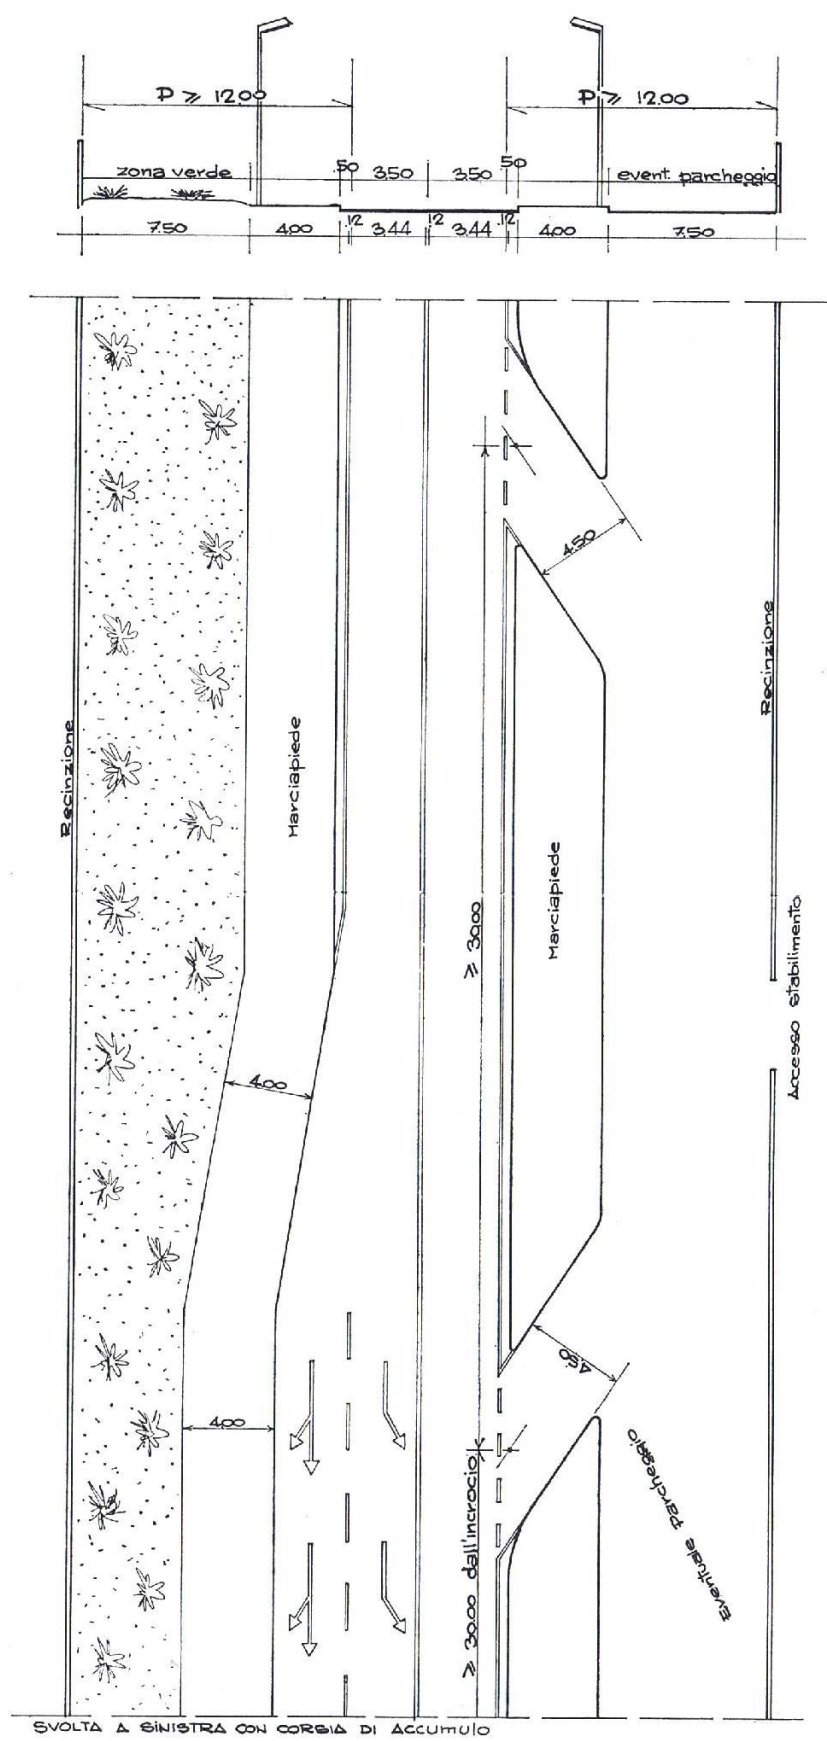 P ⩾ 12.00 P ⩾ 12.00
zona verde .50 3.50 3.50 .50 event. parcheggio
7.50 4.00 .12 3.44 .12 3.44 .12 4.00 7.50
4.50
Recinzione
Recinzione
Marciapiede
Marciapiede
⩾ 30.00
Accesso stabilimento
4.00
4.50
4.00
⩾ 30.00 dall'incrocio
Eventuale Parcheggio
SVOLTA A SINISTRA CON CORSIA DI ACCUMULO